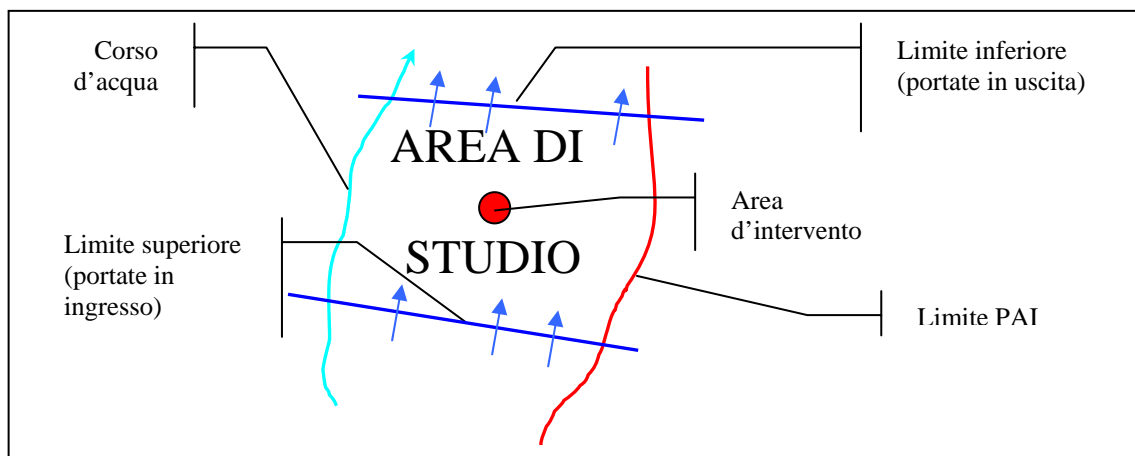 Corso
d’acqua
Limite inferiore
(portate in uscita)
AREA DI
Area
d’intervento
Limite superiore
(portate in
ingresso)
STUDIO
Limite PAI